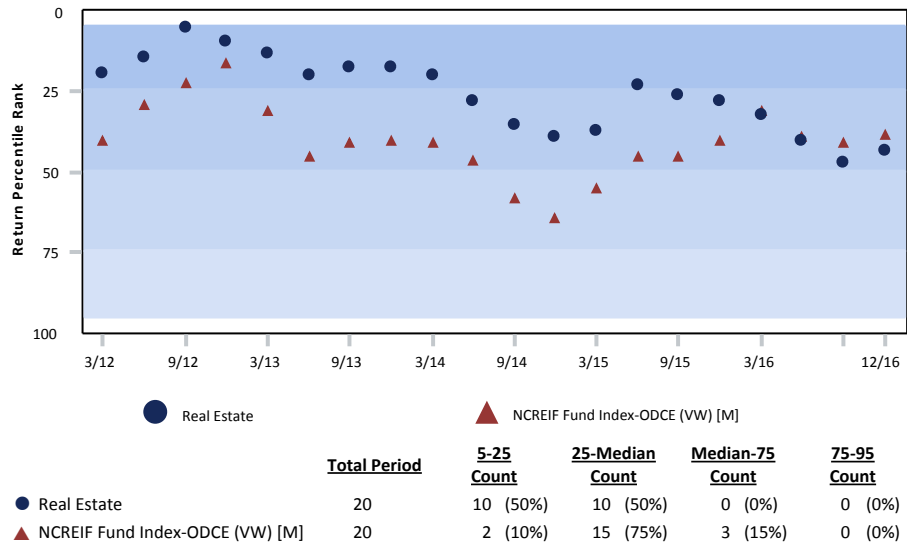 0
25
50
75
100
Return Percentile Rank
3/12 9/12 3/13 9/13 3/14 9/14 3/15 9/15 3/16 12/16
Real Estate NCREIF Fund Index-ODCE (VW) [M]
Total Period 5-25 Count 25-Median Count Median-75 Count 75-95 Count
Real Estate 20 10 (50%) 10 (50%) 0 (0%) 0 (0%)
NCREIF Fund Index-ODCE (VW) [M] 20 2 (10%) 15 (75%) 3 (15%) 0 (0%)